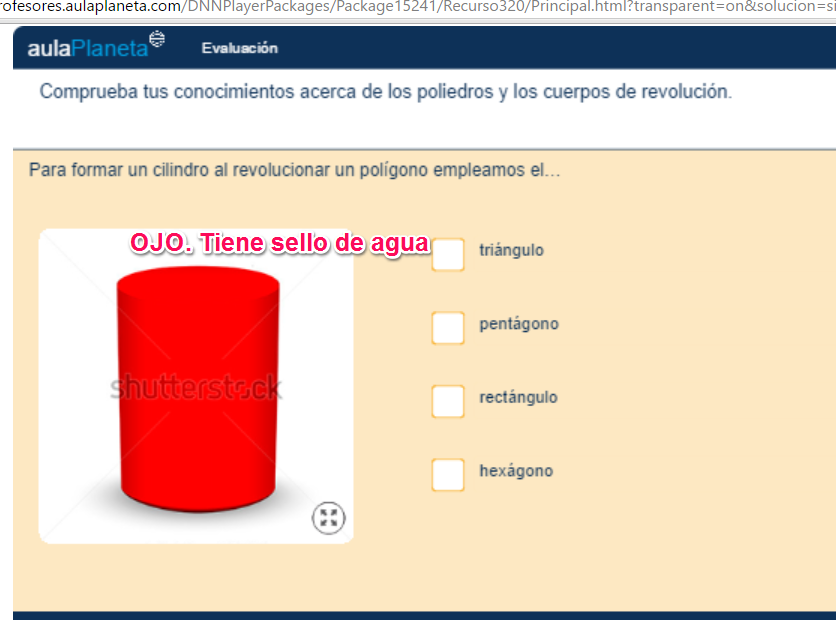 rofesores.aulaplaneta.com/DNNPlayerPackages/Package15241/Recurso320/Principal.html?transparent=on&solucion=si
aulaPlaneta Evaluación
Comprueba tus conocimientos acerca de los poliedros y los cuerpos de revolución.
Para formar un cilindro al revolucionar un polígono empleamos el...
OJO. Tiene sello de agua
triángulo
pentágono
shutterstock
rectángulo
hexágono